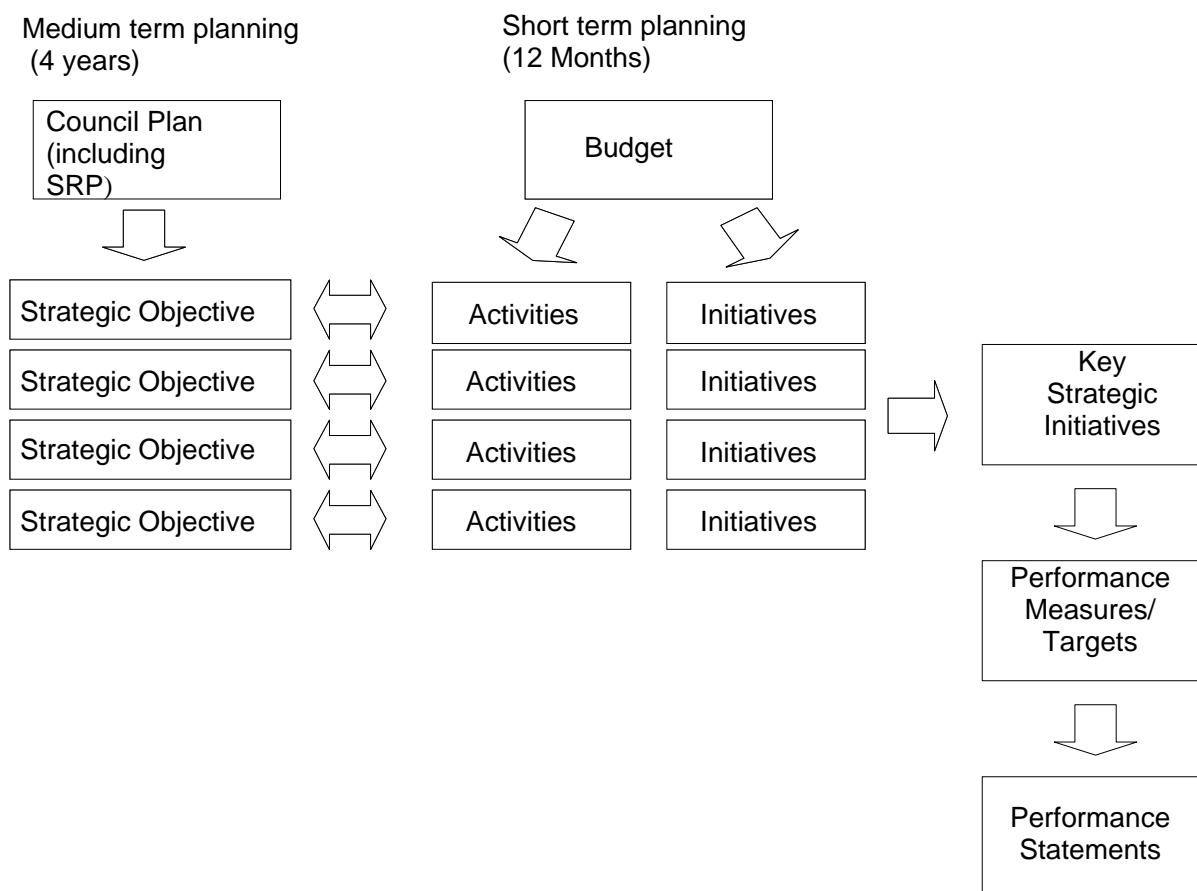 Medium term planning
(4 years)
Short term planning
(12 Months)
Council Plan
(including
SRP)
Budget
Strategic Objective
Activities
Initiatives
Strategic Objective
Activities
Initiatives
Strategic Objective
Activities
Initiatives
Strategic Objective
Activities
Initiatives
Key
Strategic
Initiatives
Performance
Measures/
Targets
Performance
Statements